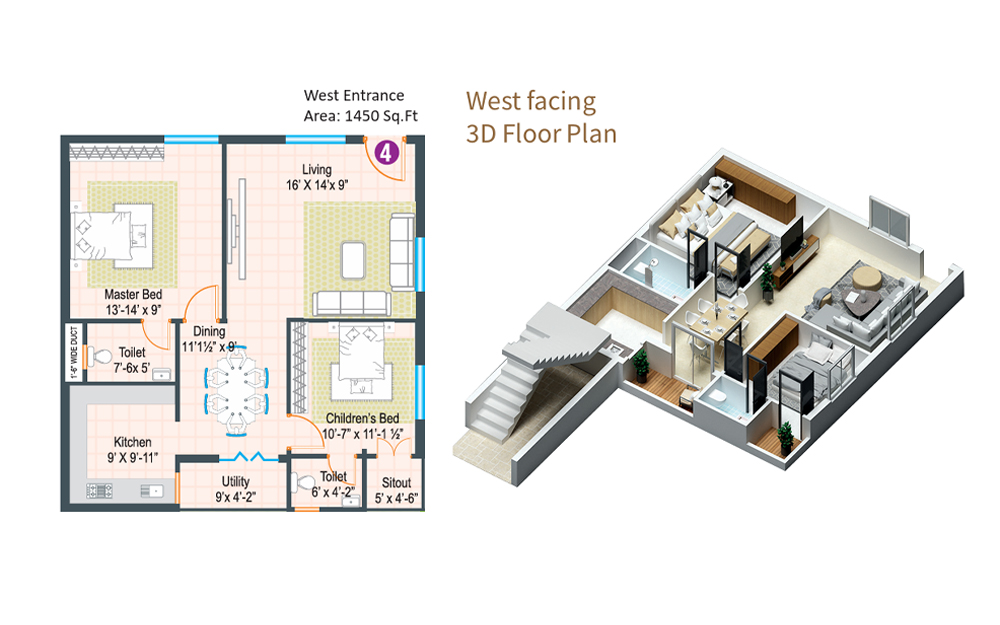 West Entrance
Area: 1450 Sq.Ft
West facing
3D Floor Plan
4
Living
16' X 14'x 9"
Master Bed
13'-14' x 9"
Dining
11'1½" x 9'
1'-6" WIDE DUCT
Toilet
7'-6x 5'
Children's Bed
10'-7" x 11'-1 ½"
Kitchen
9' X 9'-11"
Utility
9'x 4'-2"
Toilet
6' x 4'-2"
Sitout
5' x 4'-6"